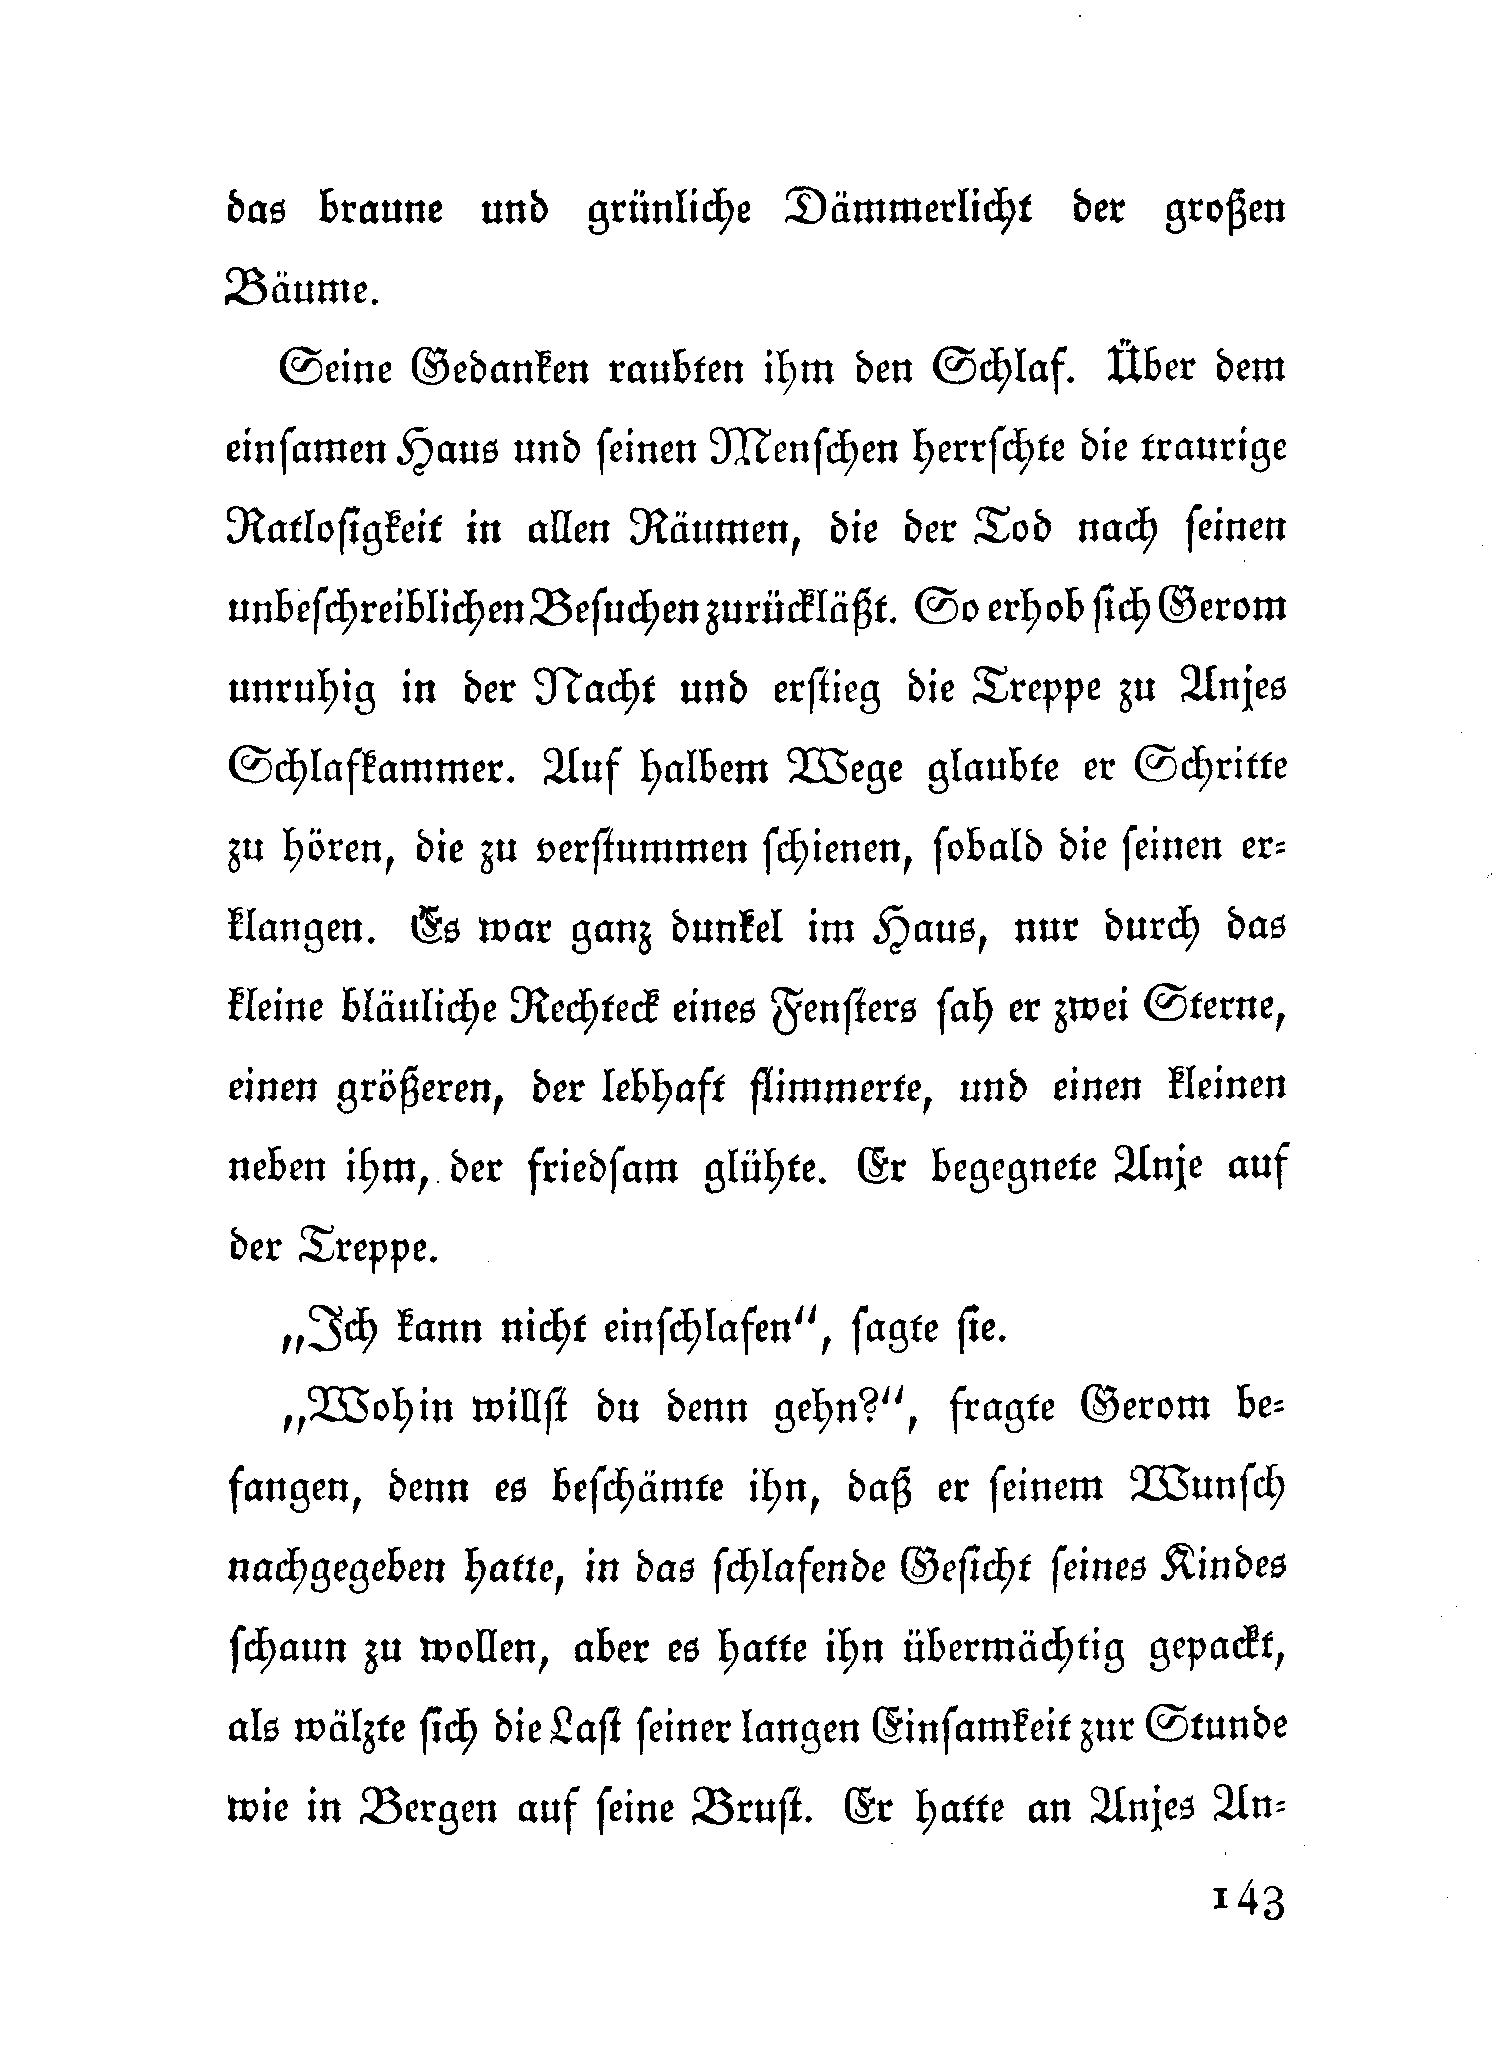 das braune und grünliche Dämmerlicht der großen
Bäume.
Seine Gedanken raubten ihm den Schlaf. Über dem
einſamen Haus und ſeinen Menſchen herrſchte die traurige
Ratloſigkeit in allen Räumen, die der Tod nach ſeinen
unbeſchreiblichen Beſuchen zurückläßt. So erhob ſich Gerom
unruhig in der Nacht und erſtieg die Treppe zu Anjes
Schlafkammer. Auf halbem Wege glaubte er Schritte
zu hören, die zu verſtummen ſchienen, ſobald die ſeinen er-
klangen. Es war ganz dunkel im Haus, nur durch das
kleine bläuliche Rechteck eines Fenſters ſah er zwei Sterne,
einen größeren, der lebhaft flimmerte, und einen kleinen
neben ihm, der friedſam glühte. Er begegnete Anje auf
der Treppe.
„Ich kann nicht einſchlafen“, ſagte ſie.
„Wohin willſt du denn gehn?“, fragte Gerom be-
fangen, denn es beſchämte ihn, daß er ſeinem Wunſch
nachgegeben hatte, in das ſchlafende Geſicht ſeines Kindes
ſchaun zu wollen, aber es hatte ihn übermächtig gepackt,
als wälzte ſich die Laſt ſeiner langen Einſamkeit zur Stunde
wie in Bergen auf ſeine Bruſt. Er hatte an Anjes An-
143